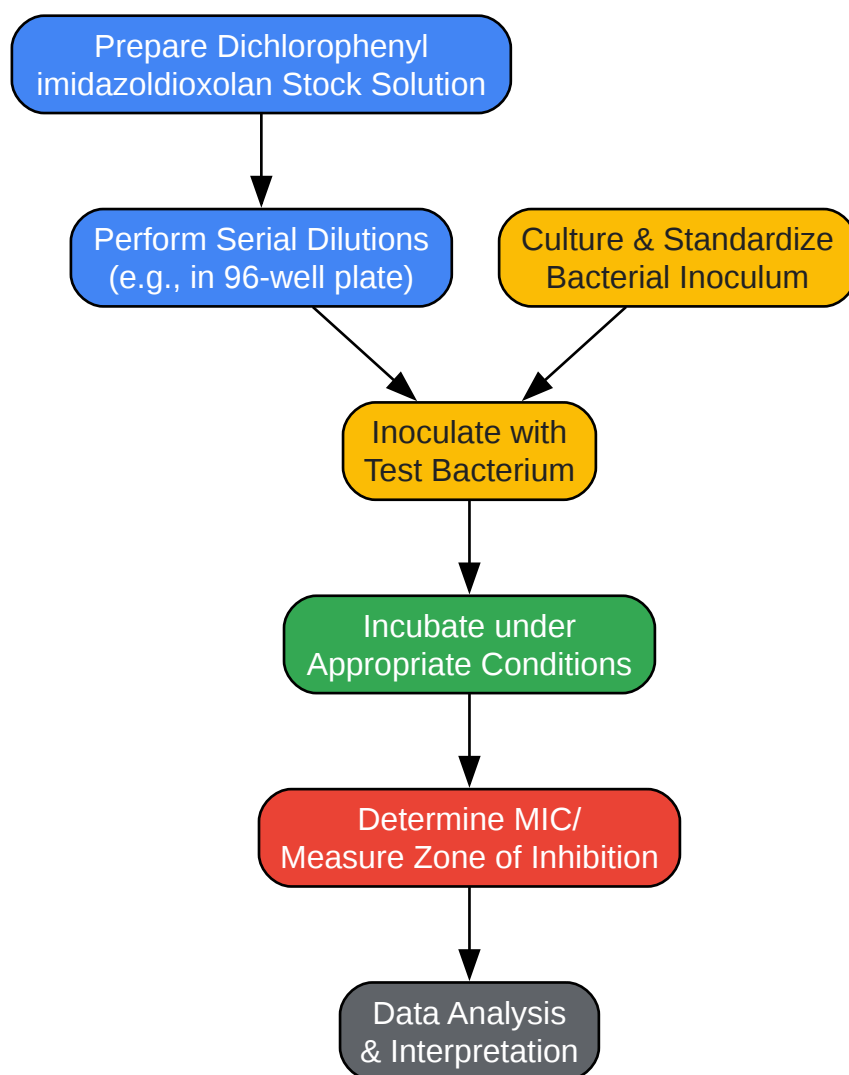 Prepare Dichlorophenyl
imidazoldioxolan Stock Solution
Perform Serial Dilutions
(e.g., in 96-well plate)
Culture & Standardize
Bacterial Inoculum
Inoculate with
Test Bacterium
Incubate under
Appropriate Conditions
Determine MIC/
Measure Zone of Inhibition
Data Analysis
& Interpretation